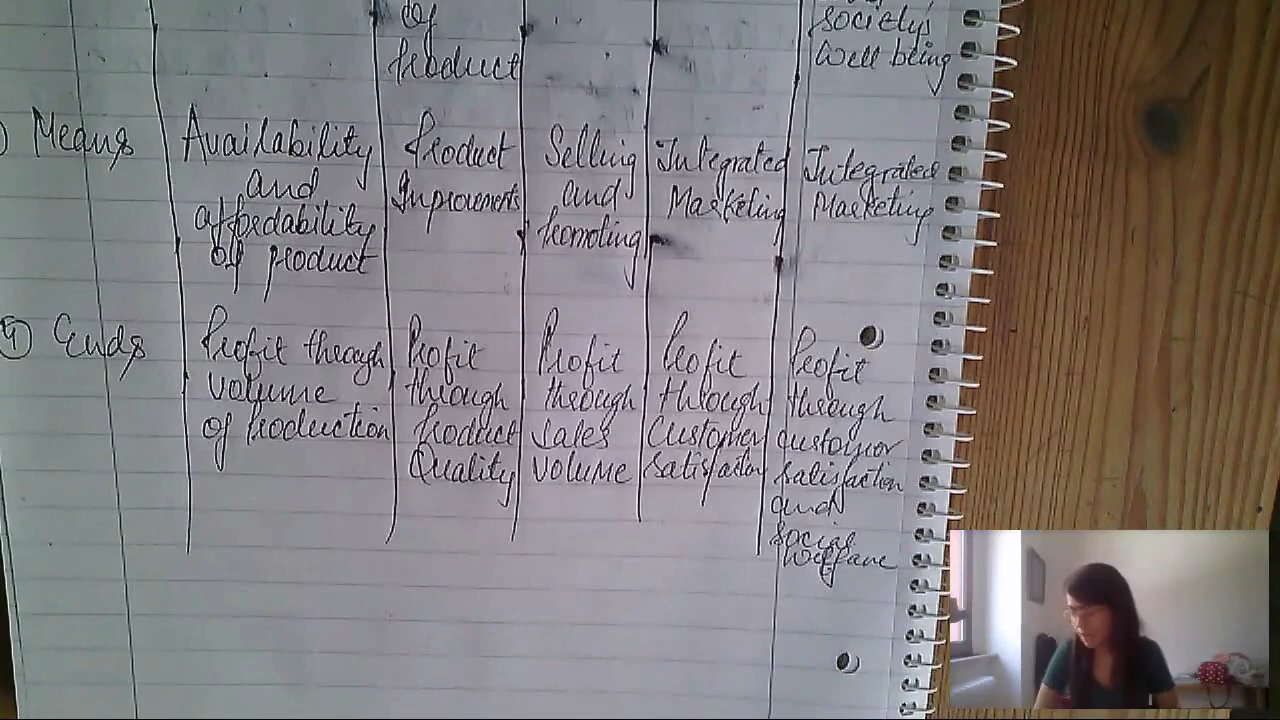 of
product
society's
well being
) Means
Availability
and
affordability
of product
Product
Improvements
Selling
and
promoting
Integrated
Marketing
Integrated
Marketing
5) Ends
Profit through
volume
of production
Profit
through
product
Quality
Profit
through
sales
volume
Profit
through
Customer
satisfaction
Profit
through
customer
satisfaction
and
social
welfare